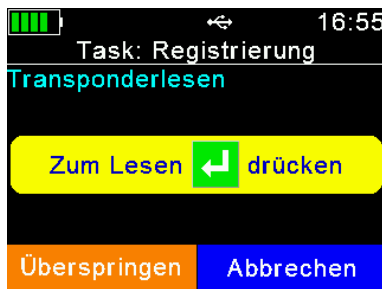 16:55
Task: Registrierung
Transponderlesen
Zum Lesen drücken
Überspringen Abbrechen